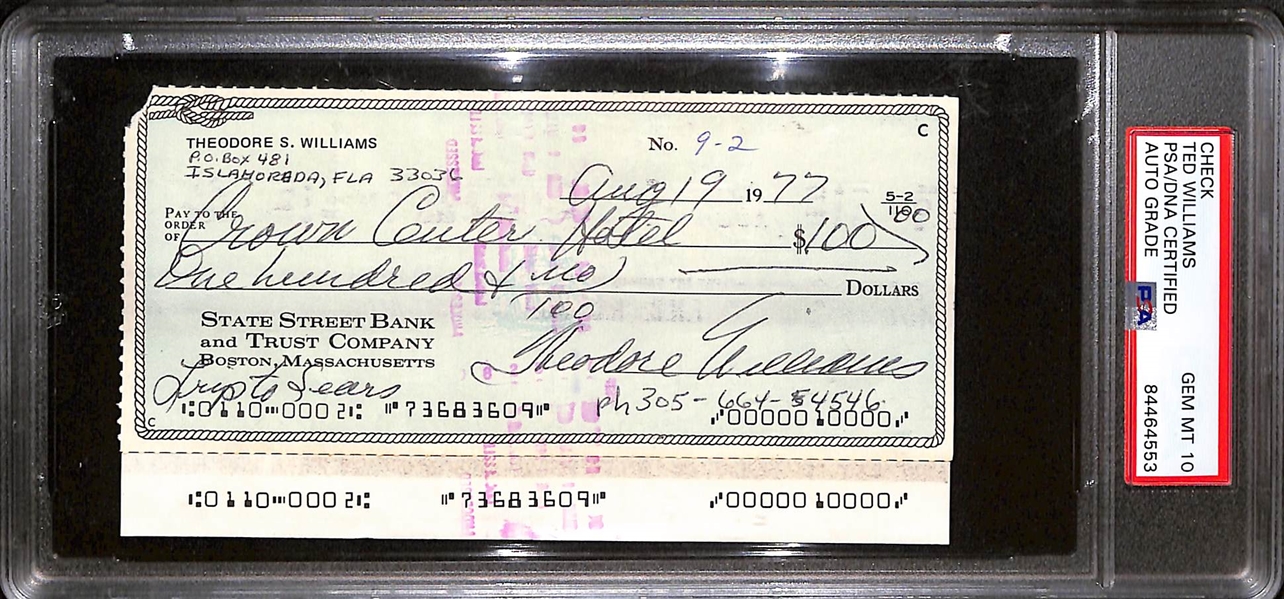 C
THEODORE S. WILLIAMS
P.O. Box 481
ISLAMORADA, FLA 33036
No. 9-2
Aug 19 1977
5-2
110
PAY TO THE
ORDER
OF Crown Center Hotel $100 00
One hundred & no
100
DOLLARS
STATE STREET BANK
AND TRUST COMPANY
BOSTON, MASSACHUSETTS
Theodore Williams
Trip to Sears
ph 305-664-4546
⑆0110⑉0002⑆ ⑈73683609⑈ ⑇0000010000⑇
C
⑆0110⑉0002⑆ ⑈73683609⑈ ⑇0000010000⑇
CHECK
TED WILLIAMS
PSA/DNA CERTIFIED
AUTO GRADE
PSA
GEM MT 10
84464553